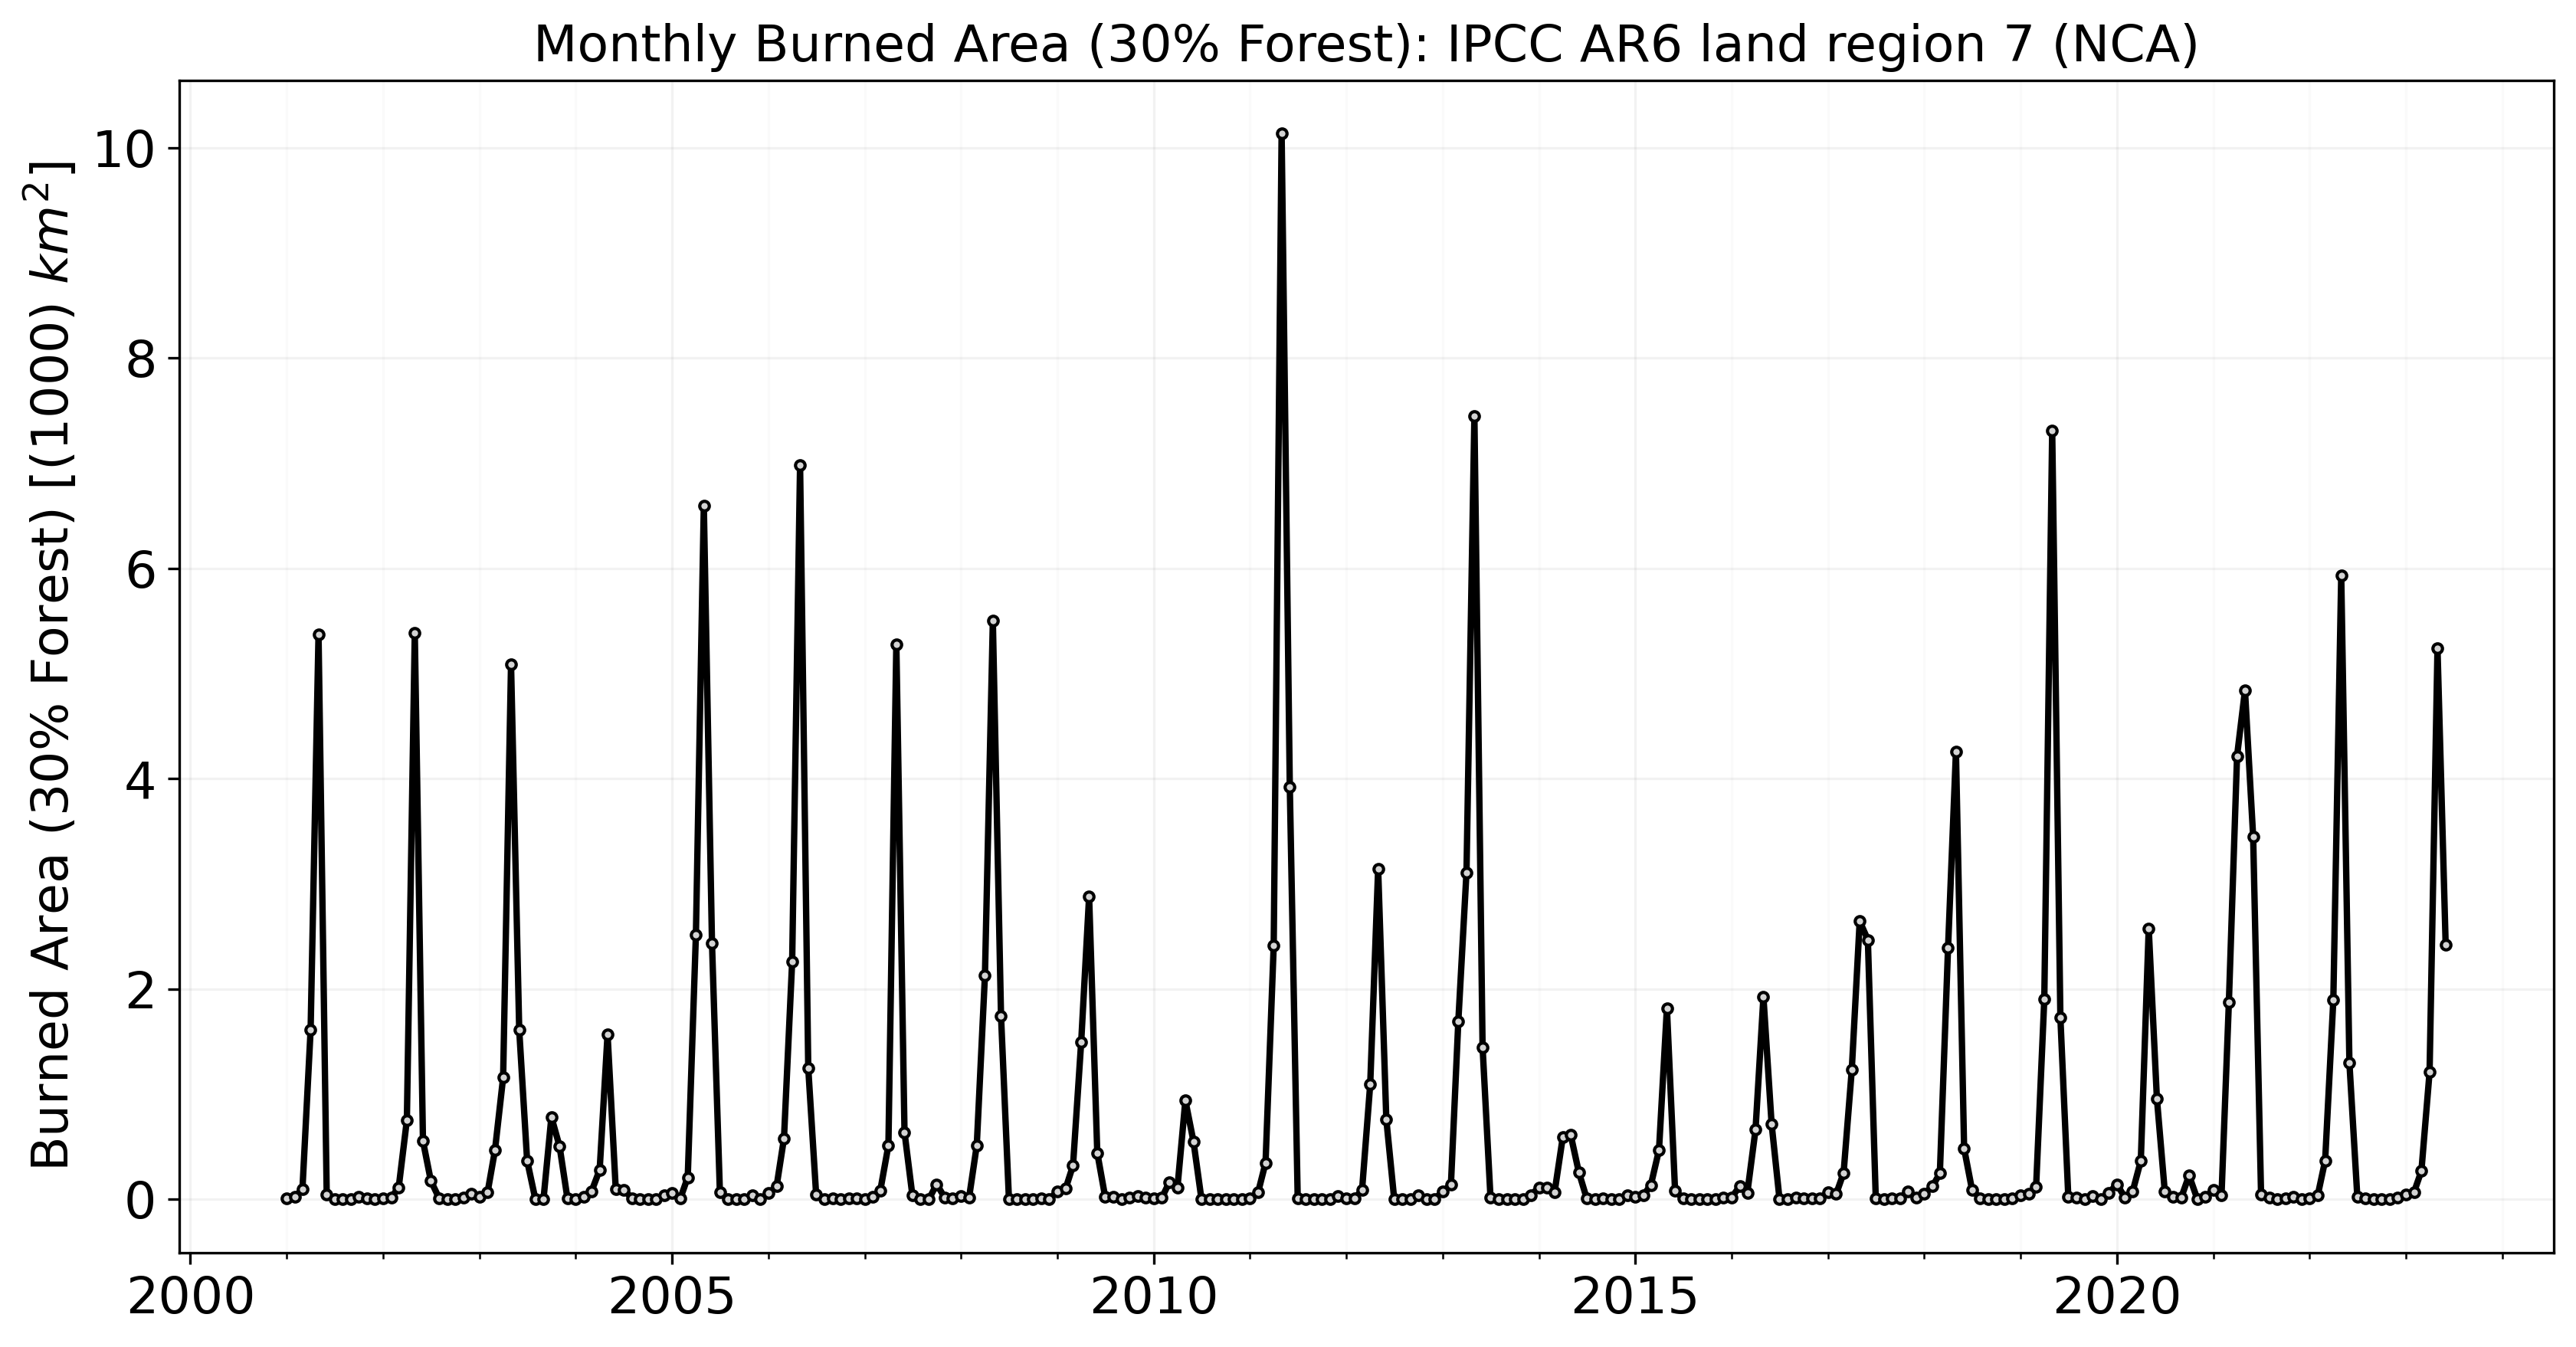 Monthly Burned Area (30% Forest): IPCC AR6 land region 7 (NCA)
Burned Area (30% Forest) [(1000) km²]
10
8
6
4
2
0
2000 2005 2010 2015 2020